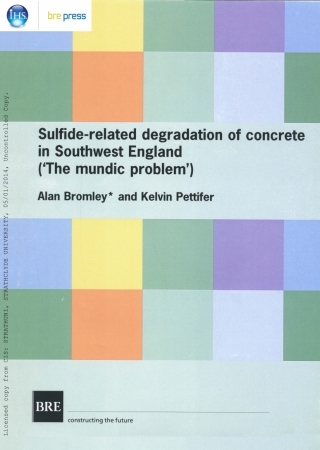 IHS
bre press
Sulfide-related degradation of concrete
in Southwest England
('The mundic problem')
Alan Bromley* and Kelvin Pettifer
BRE
constructing the future
Licensed copy from CIS: STRATHUNI, STRATHCLYDE UNIVERSITY, 05/01/2014, Uncontrolled Copy.